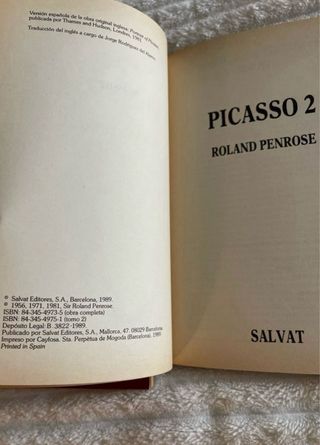 Versión española de la obra original inglesa: Portrait of Picasso,
publicada por Thames and Hudson, Londres, 1981.
Traducción del inglés a cargo de Jorge Rodríguez del Álamo.
© Salvat Editores, S.A., Barcelona, 1989.
© 1956, 1971, 1981, Sir Roland Penrose.
ISBN: 84-345-4973-5 (obra completa)
ISBN: 84-345-4975-1 (tomo 2)
Depósito Legal: B. 3822-1989.
Publicado por Salvat Editores, S.A., Mallorca, 47. 08029 Barcelona.
Impreso por Cayfosa. Sta. Perpètua de Mogoda (Barcelona), 1989
Printed in Spain
PICASSO 2
ROLAND PENROSE
SALVAT